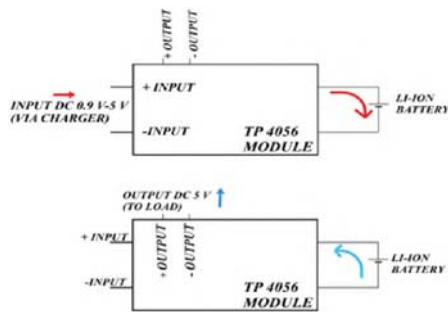 + OUTPUT
- OUTPUT
+ INPUT
INPUT DC 0.9 V-5 V
(VIA CHARGER)
-INPUT
TP 4056
MODULE
LI-ION
BATTERY
OUTPUT DC 5 V
(TO LOAD)
+ INPUT
+ OUTPUT
- OUTPUT
-INPUT
TP 4056
MODULE
LI-ION
BATTERY